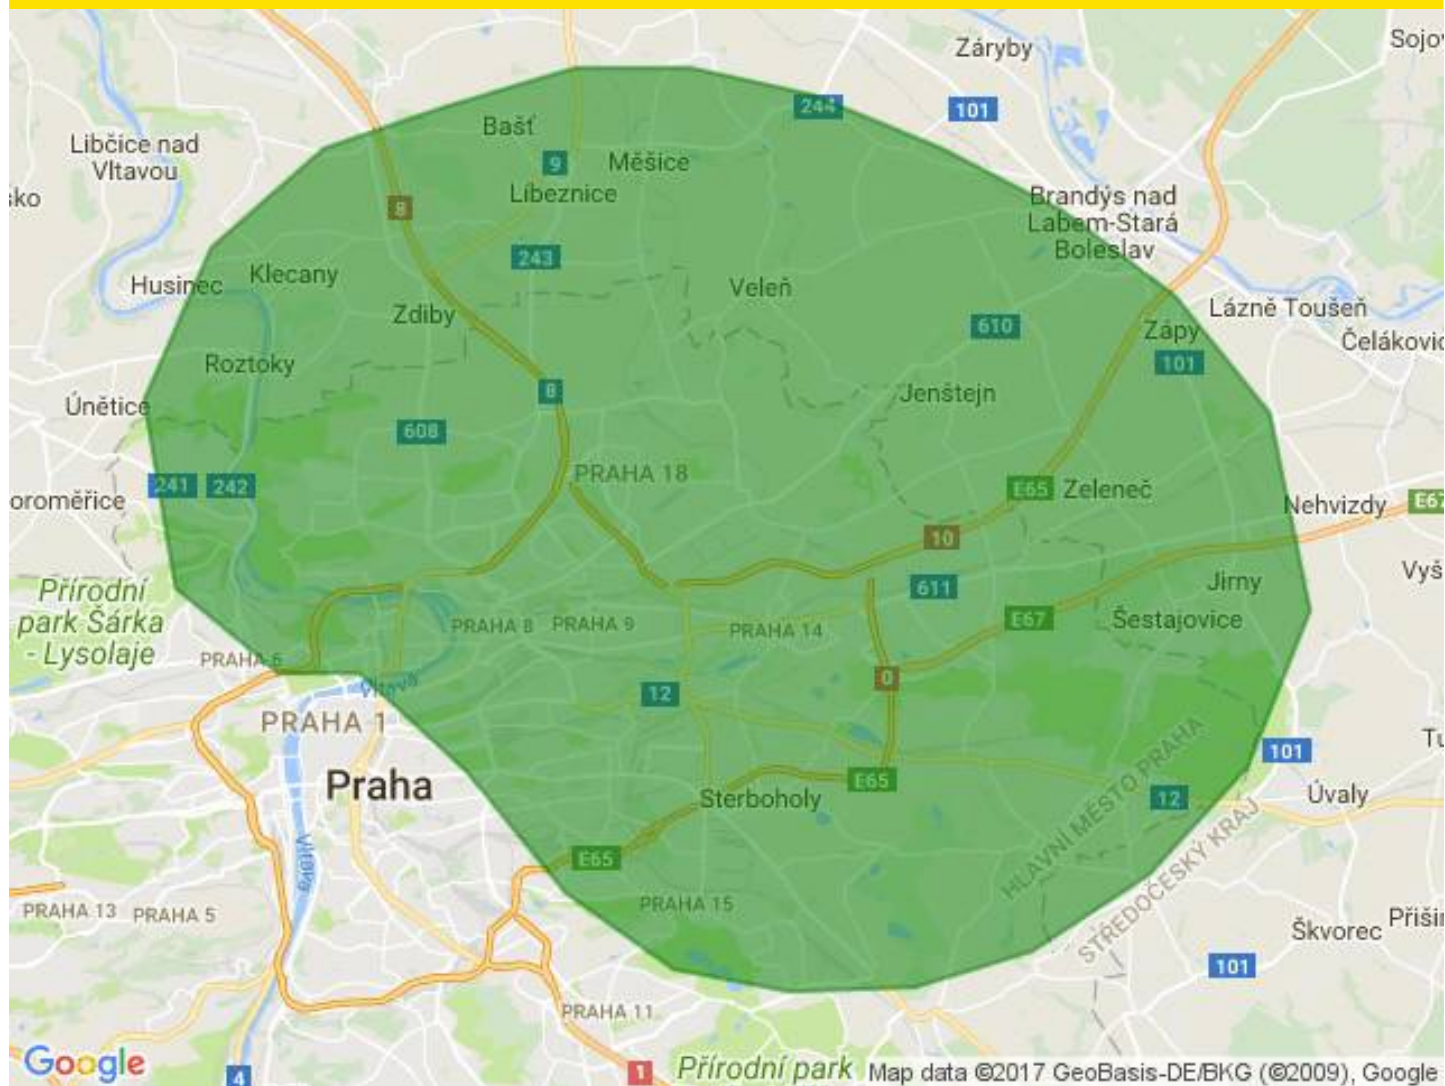 Záryby
Sojov
244
101
Bašť
Libčice nad
Vltavou
9
Měšice
sko
Líbeznice
Brandýs nad
Labem-Stará
Boleslav
8
243
Klecany
Husinec
Veleň
Zdiby
610
Lázně Toušeň
Zápy
Čelákovic
Roztoky
101
8
Jenštejn
Únětice
608
PRAHA 18
241
242
E65
Zeleneč
oroměřice
Nehvizdy
E67
10
Vyš
Přírodní
park Šárka
- Lysolaje
611
Jirny
E67
Šestajovice
PRAHA 8
PRAHA 9
PRAHA 14
PRAHA 6
0
Vltava
12
PRAHA 1
Tu
101
Praha
E65
Sterboholy
12
Úvaly
HLAVNÍ MĚSTO PRAHA
STŘEDOČESKÝ KRAJ
Vltava
E65
PRAHA 13
PRAHA 5
PRAHA 15
Škvorec
Přišim
101
PRAHA 11
Google
4
1
Přírodní park
Map data ©2017 GeoBasis-DE/BKG (©2009), Google